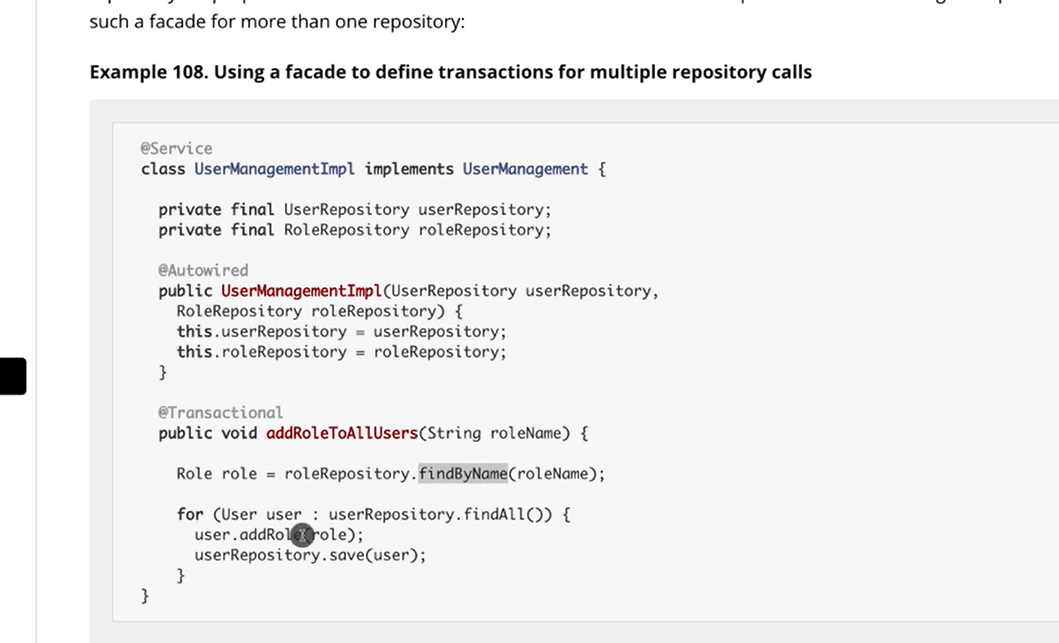 such a facade for more than one repository:
Example 108. Using a facade to define transactions for multiple repository calls
@Service
class UserManagementImpl implements UserManagement {
private final UserRepository userRepository;
private final RoleRepository roleRepository;
@Autowired
public UserManagementImpl(UserRepository userRepository,
RoleRepository roleRepository) {
this.userRepository = userRepository;
this.roleRepository = roleRepository;
}
@Transactional
public void addRoleToAllUsers(String roleName) {
Role role = roleRepository.findByName(roleName);
for (User user : userRepository.findAll()) {
user.addRole(role);
userRepository.save(user);
}
}